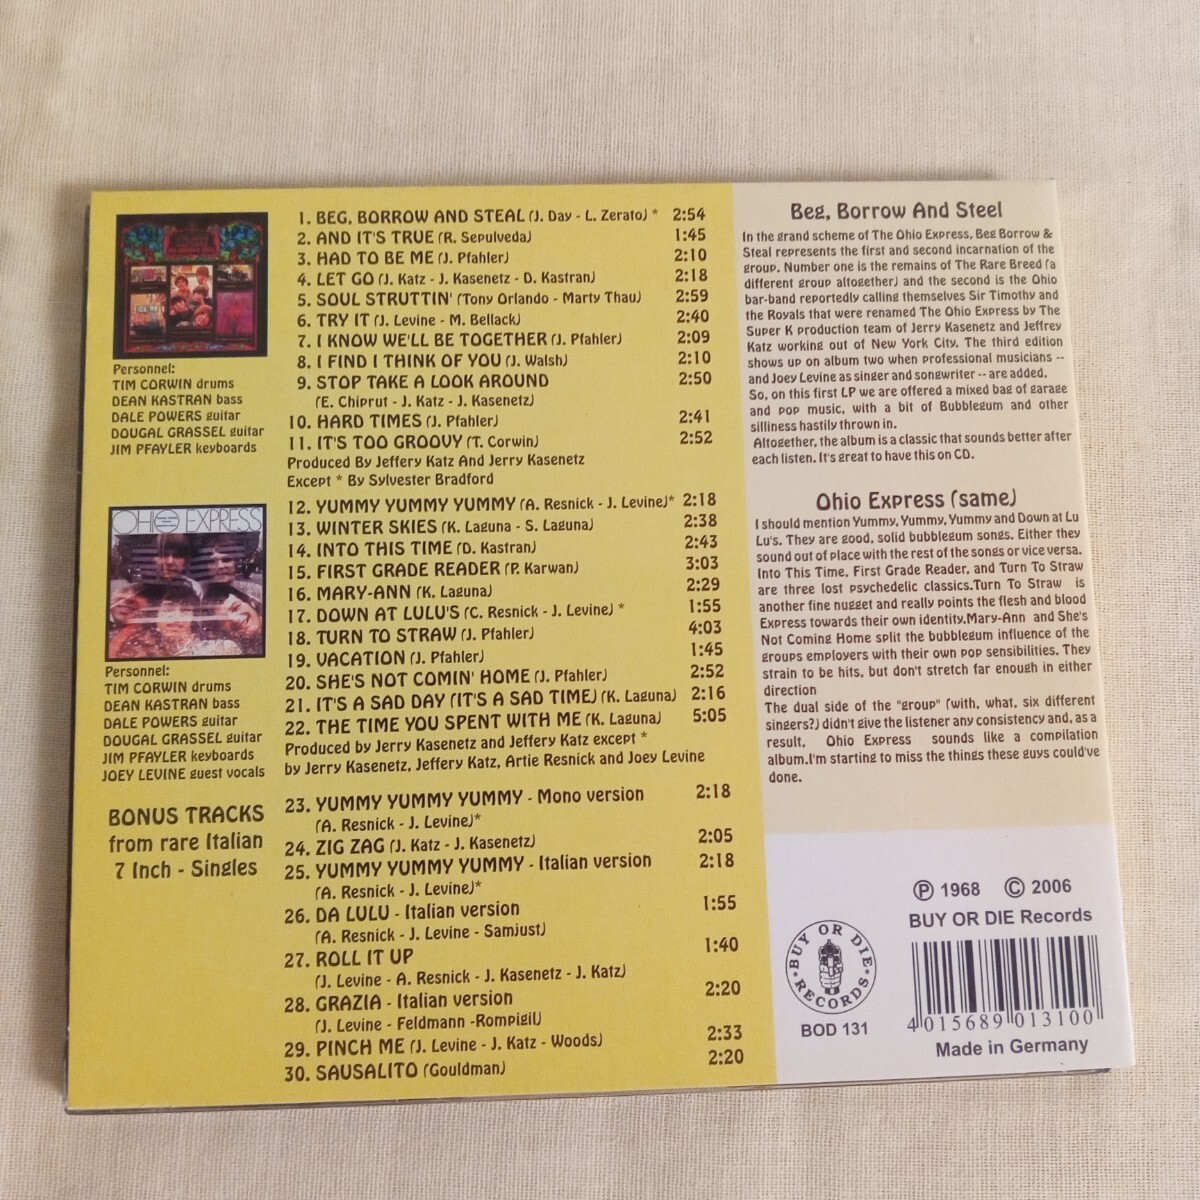 Personnel:
TIM CORWIN drums
DEAN KASTRAN bass
DALE POWERS guitar
DOUGAL GRASSEL guitar
JIM PFAYLER keyboards
1. BEG, BORROW AND STEAL (J. Day - L. Zerato) * 2:54
2. AND IT'S TRUE (R. Sepulveda) 1:45
3. HAD TO BE ME (J. Pfahler) 2:10
4. LET GO (J. Katz - J. Kasenetz - D. Kastran) 2:18
5. SOUL STRUTTIN' (Tony Orlando - Marty Thau) 2:59
6. TRY IT (J. Levine - M. Bellack) 2:40
7. I KNOW WE'LL BE TOGETHER (J. Pfahler) 2:09
8. I FIND I THINK OF YOU (J. Walsh) 2:10
9. STOP TAKE A LOOK AROUND 2:50
(E. Chiprut - J. Katz - J. Kasenetz)
10. HARD TIMES (J. Pfahler) 2:41
11. IT'S TOO GROOVY (T. Corwin) 2:52
Produced By Jeffery Katz And Jerry Kasenetz
Except * By Sylvester Bradford
OHIO EXPRESS
Personnel:
TIM CORWIN drums
DEAN KASTRAN bass
DALE POWERS guitar
DOUGAL GRASSEL guitar
JIM PFAYLER keyboards
JOEY LEVINE guest vocals
12. YUMMY YUMMY YUMMY (A. Resnick - J. Levine)* 2:18
13. WINTER SKIES (K. Laguna - S. Laguna) 2:38
14. INTO THIS TIME (D. Kastran) 2:43
15. FIRST GRADE READER (P. Karwan) 3:03
16. MARY-ANN (K. Laguna) 2:29
17. DOWN AT LULU'S (C. Resnick - J. Levine) * 1:55
18. TURN TO STRAW (J. Pfahler) 4:03
19. VACATION (J. Pfahler) 1:45
20. SHE'S NOT COMIN' HOME (J. Pfahler) 2:52
21. IT'S A SAD DAY (IT'S A SAD TIME) (K. Laguna) 2:16
22. THE TIME YOU SPENT WITH ME (K. Laguna) 5:05
Produced by Jerry Kasenetz and Jeffery Katz except *
by Jerry Kasenetz, Jeffery Katz, Artie Resnick and Joey Levine
BONUS TRACKS
from rare Italian
7 Inch - Singles
23. YUMMY YUMMY YUMMY - Mono version 2:18
(A. Resnick - J. Levine)*
24. ZIG ZAG (J. Katz - J. Kasenetz) 2:05
25. YUMMY YUMMY YUMMY - Italian version 2:18
(A. Resnick - J. Levine)*
26. DA LULU - Italian version 1:55
(A. Resnick - J. Levine - Samjust)
27. ROLL IT UP 1:40
(J. Levine - A. Resnick - J. Kasenetz - J. Katz)
28. GRAZIA - Italian version 2:20
(J. Levine - Feldmann -Rompigil)
29. PINCH ME (J. Levine - J. Katz - Woods) 2:33
30. SAUSALITO (Gouldman) 2:20
Beg, Borrow And Steel
In the grand scheme of The Ohio Express, Beg Borrow &
Steal represents the first and second incarnation of the
group. Number one is the remains of The Rare Breed (a
different group altogether) and the second is the Ohio
bar-band reportedly calling themselves Sir Timothy and
the Royals that were renamed The Ohio Express by The
Super K production team of Jerry Kasenetz and Jeffrey
Katz working out of New York City. The third edition
shows up on album two when professional musicians --
and Joey Levine as singer and songwriter -- are added.
So, on this first LP we are offered a mixed bag of garage
and pop music, with a bit of Bubblegum and other
silliness hastily thrown in.
Altogether, the album is a classic that sounds better after
each listen. It's great to have this on CD.
Ohio Express (same)
I should mention Yummy, Yummy, Yummy and Down at Lu
Lu's. They are good, solid bubblegum songs. Either they
sound out of place with the rest of the songs or vice versa.
Into This Time, First Grade Reader, and Turn To Straw
are three lost psychedelic classics.Turn To Straw is
another fine nugget and really points the flesh and blood
Express towards their own identity.Mary-Ann and She's
Not Coming Home split the bubblegum influence of the
groups employers with their own pop sensibilities. They
strain to be hits, but don't stretch far enough in either
direction
The dual side of the "group" (with, what, six different
singers?) didn't give the listener any consistency and, as a
result, Ohio Express sounds like a compilation
album.I'm starting to miss the things these guys could've
done.
Ⓟ 1968 © 2006
BUY OR DIE Records
BUY OR DIE RECORDS
BOD 131
4 015689 013100
Made in Germany